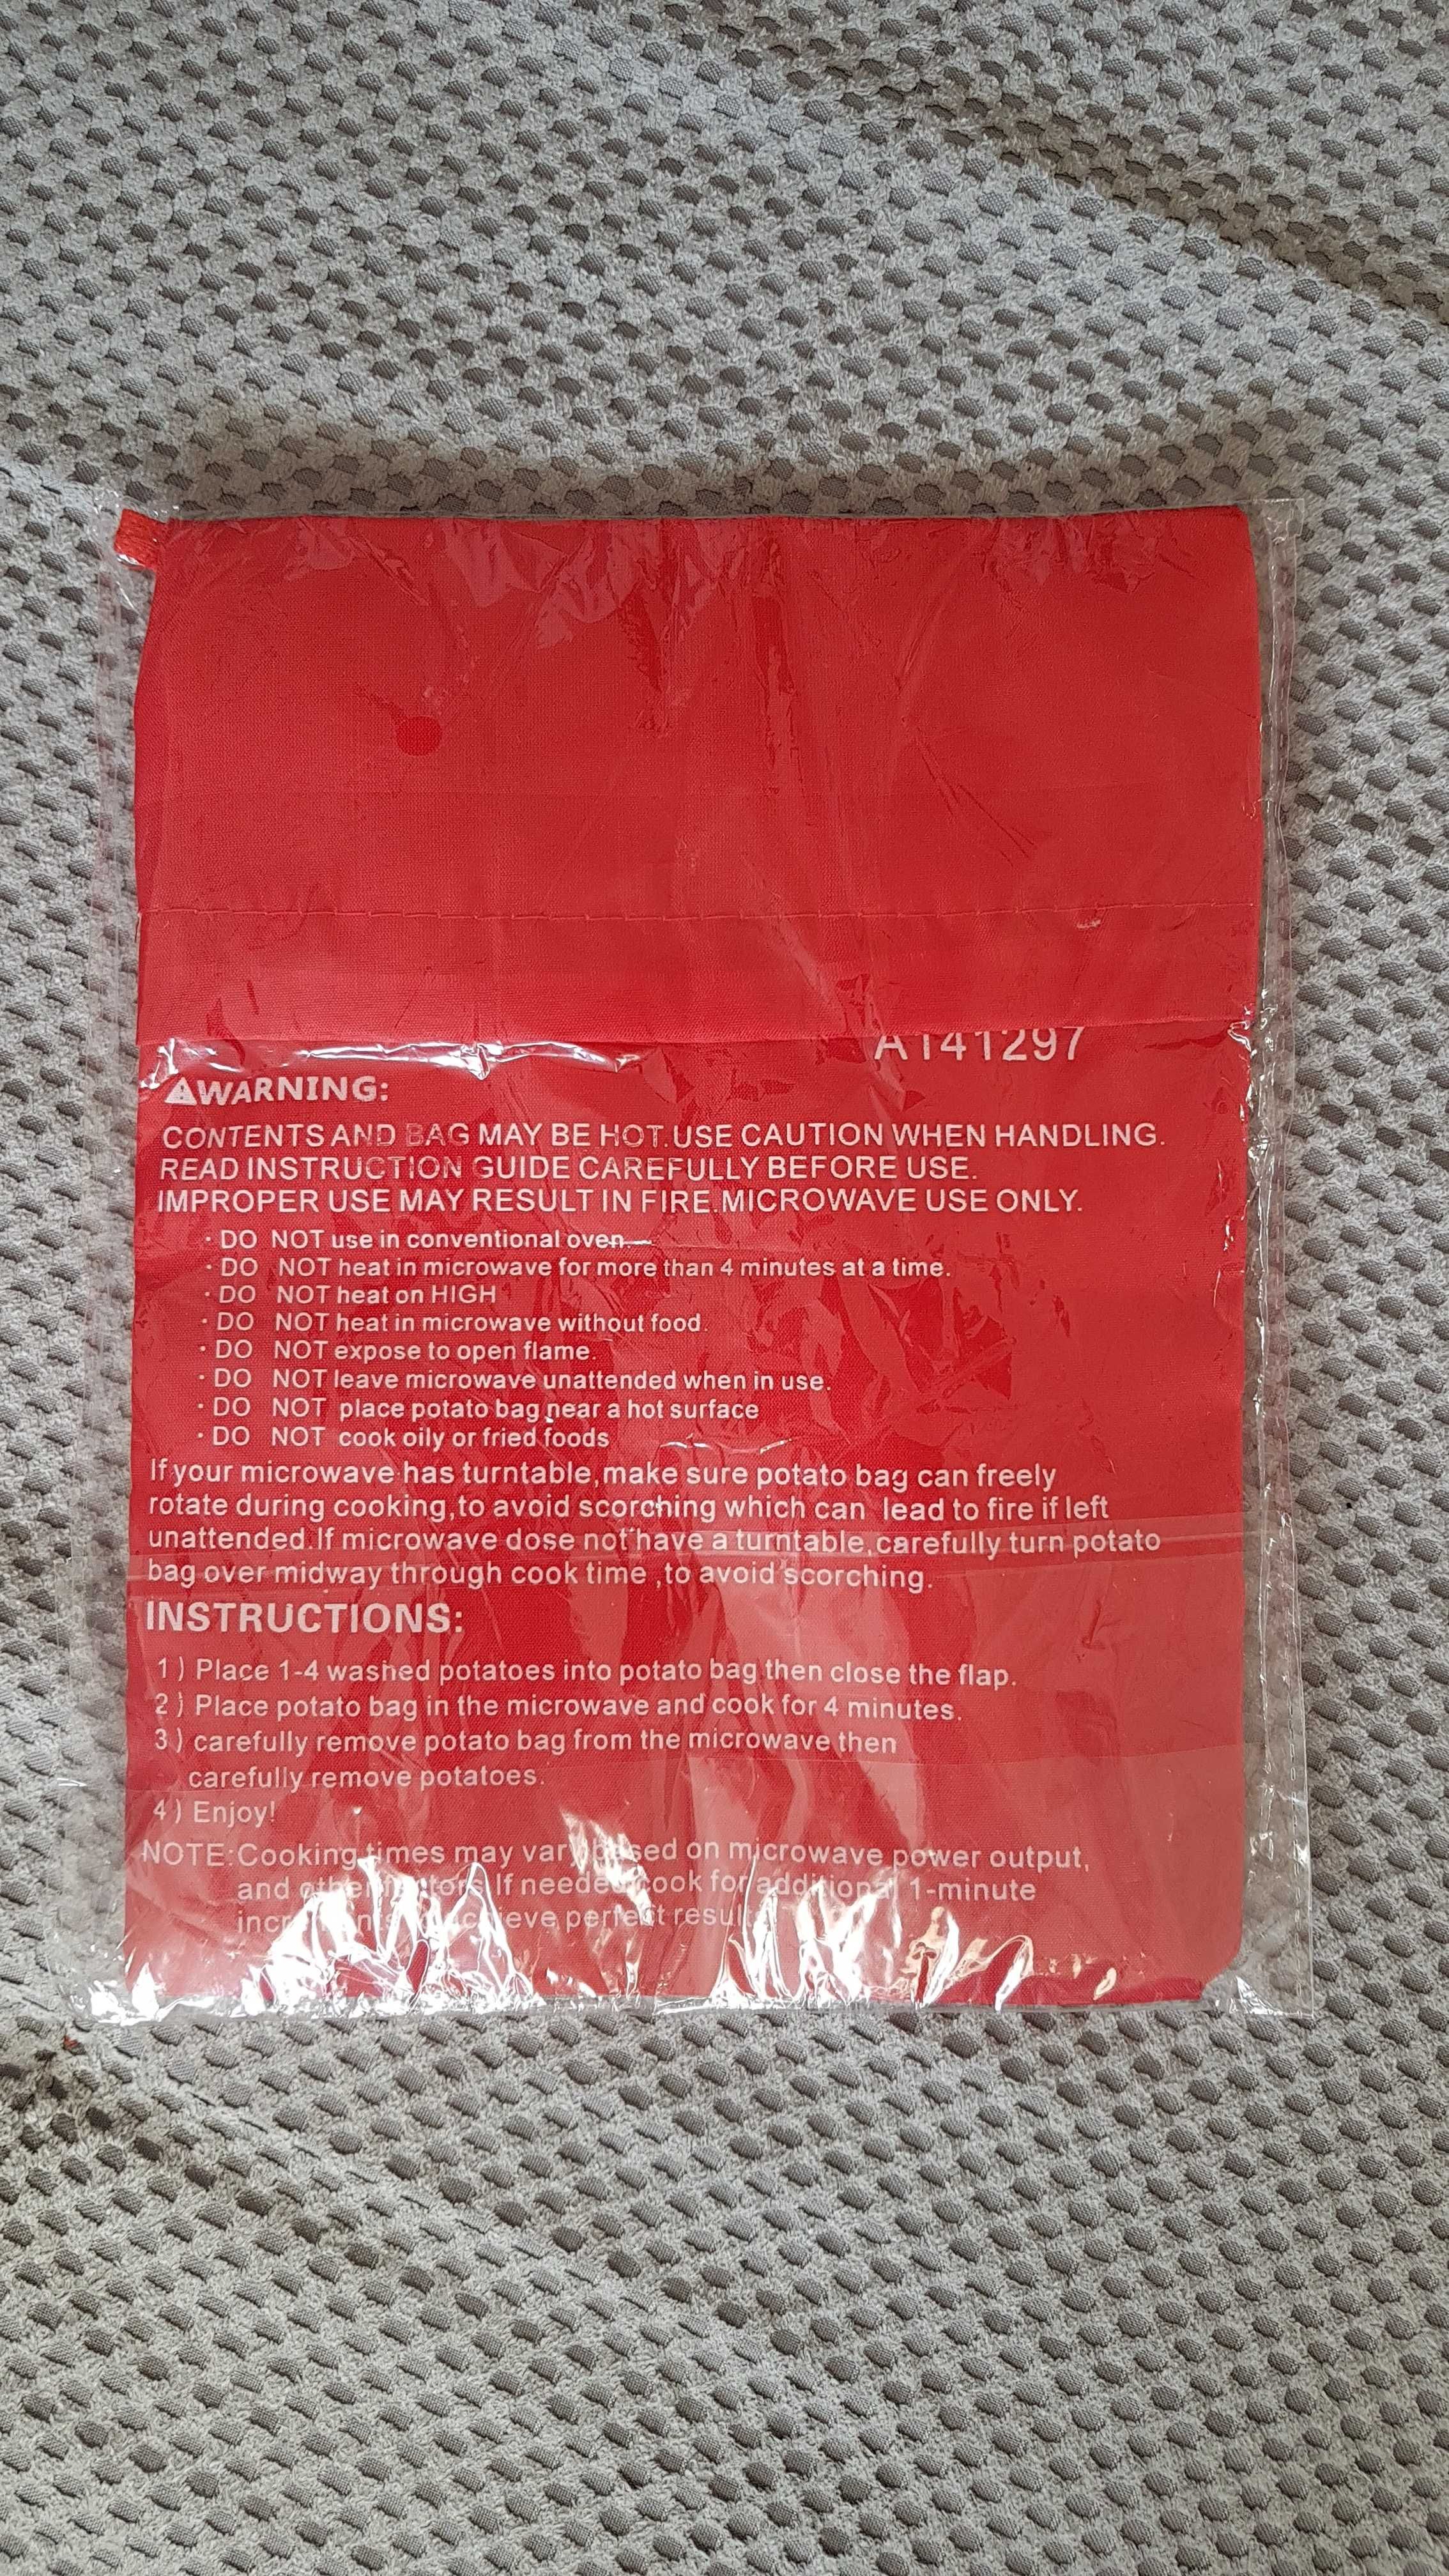 A141297
WARNING:
CONTENTS AND BAG MAY BE HOT. USE CAUTION WHEN HANDLING.
READ INSTRUCTION GUIDE CAREFULLY BEFORE USE.
IMPROPER USE MAY RESULT IN FIRE. MICROWAVE USE ONLY.
· DO NOT use in conventional oven.
· DO NOT heat in microwave for more than 4 minutes at a time.
· DO NOT heat on HIGH
· DO NOT heat in microwave without food.
· DO NOT expose to open flame.
· DO NOT leave microwave unattended when in use.
· DO NOT place potato bag near a hot surface
· DO NOT cook oily or fried foods
If your microwave has turntable, make sure potato bag can freely
rotate during cooking, to avoid scorching which can lead to fire if left
unattended. If microwave dose not have a turntable, carefully turn potato
bag over midway through cook time , to avoid scorching.
INSTRUCTIONS:
1) Place 1-4 washed potatoes into potato bag then close the flap.
2) Place potato bag in the microwave and cook for 4 minutes.
3) carefully remove potato bag from the microwave then
carefully remove potatoes.
4) Enjoy!
NOTE: Cooking times may vary based on microwave power output,
and other factors. If needed cook for additional 1-minute
perfect